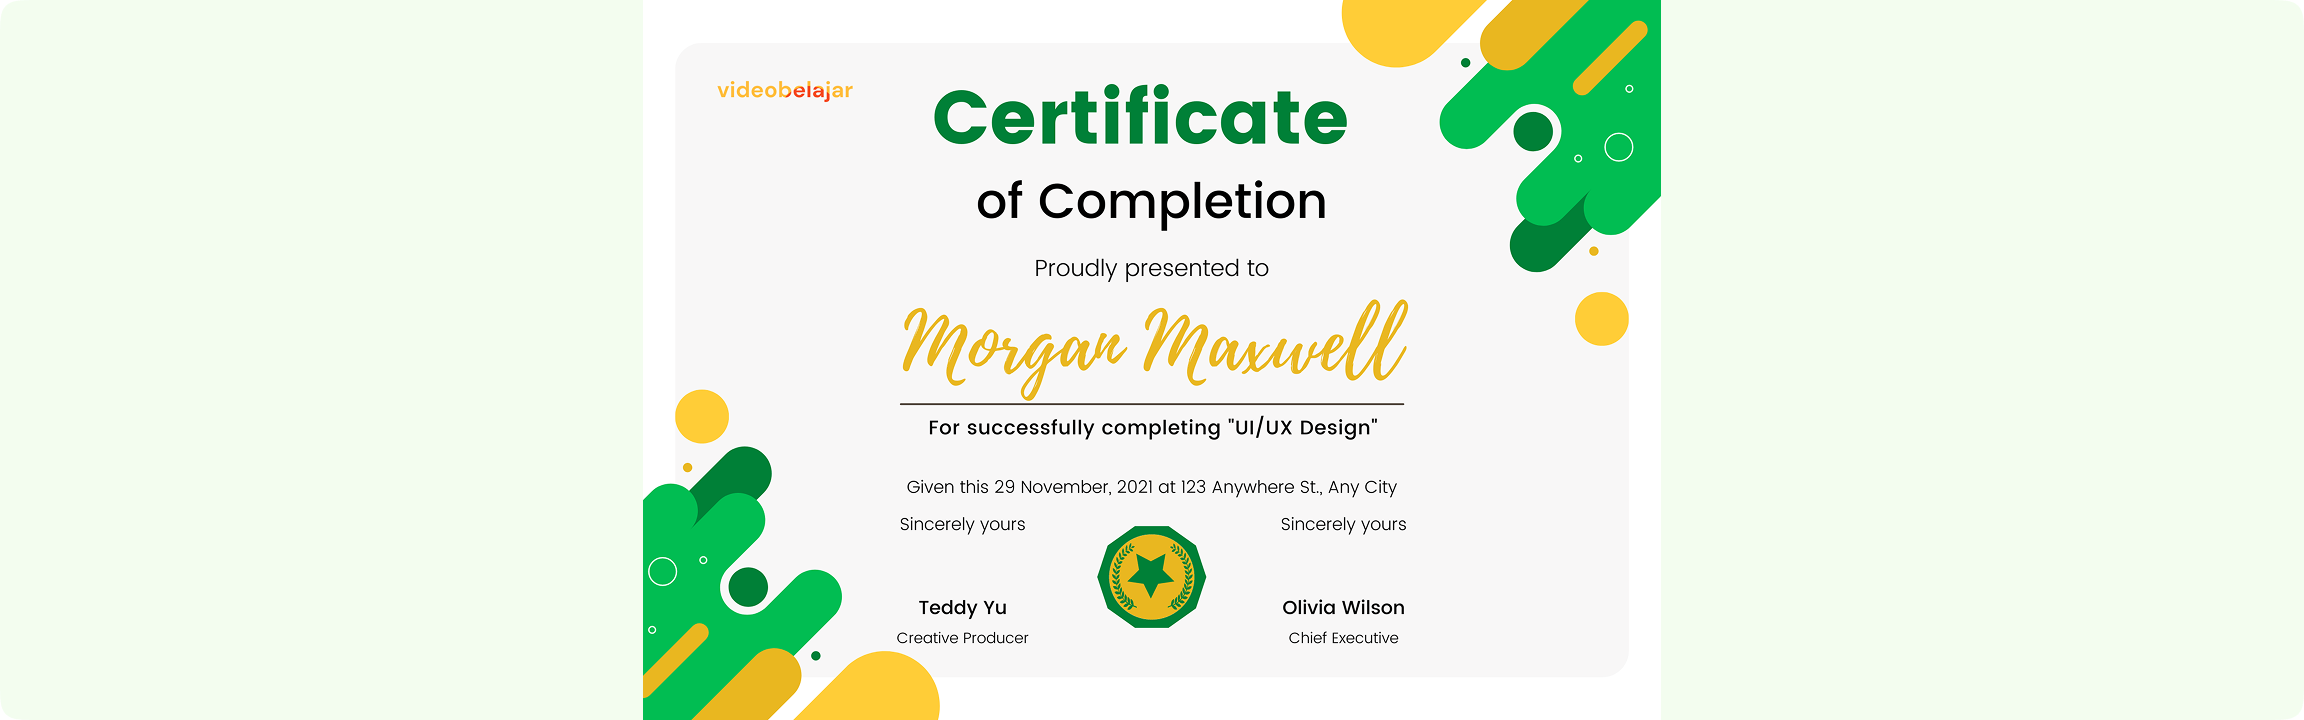 videobelajar
Certificate
of Completion
Proudly presented to
Morgan Maxwell
For successfully completing "UI/UX Design"
Given this 29 November, 2021 at 123 Anywhere St., Any City
Sincerely yours
Sincerely yours
Teddy Yu
Creative Producer
Olivia Wilson
Chief Executive